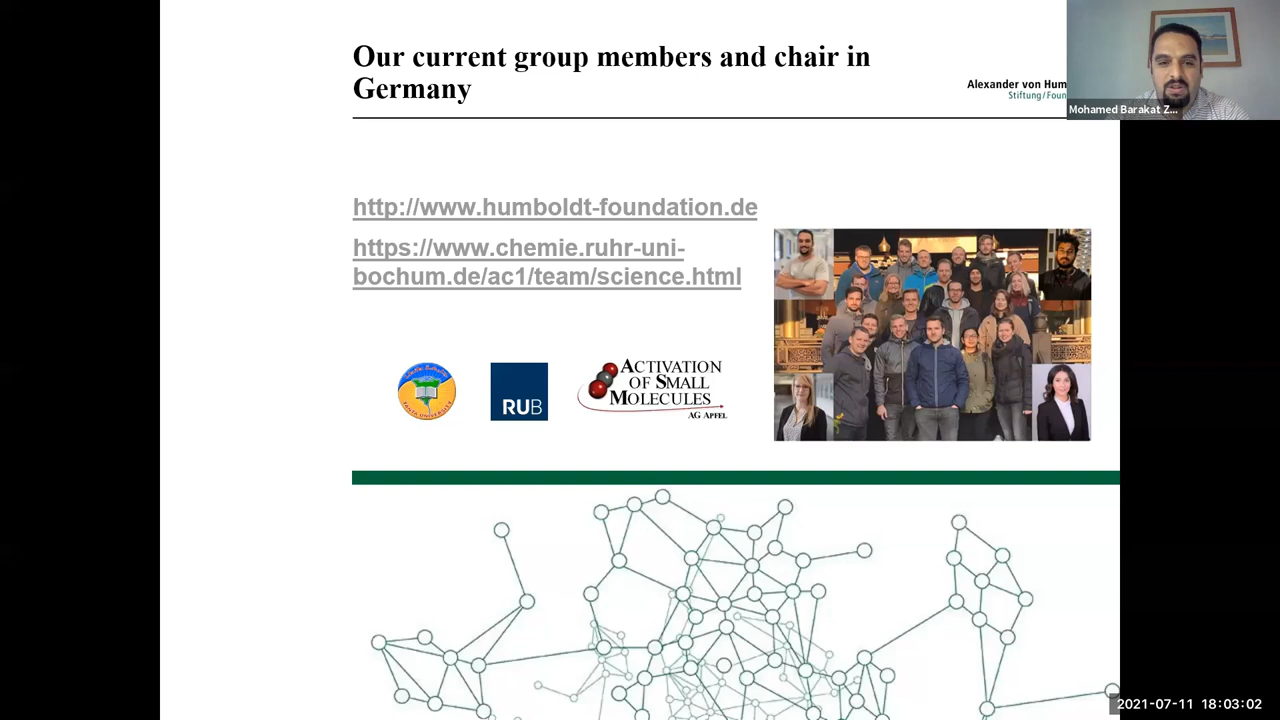 Our current group members and chair in
Germany
Alexander von Hum
Stiftung/Foun
Mohamed Barakat Z...
http://www.humboldt-foundation.de
https://www.chemie.ruhr-uni-
bochum.de/ac1/team/science.html
TANTA UNIVERSITY
RUB
ACTIVATION
OF SMALL
MOLECULES
AG APFEL
2021-07-11 18:03:02